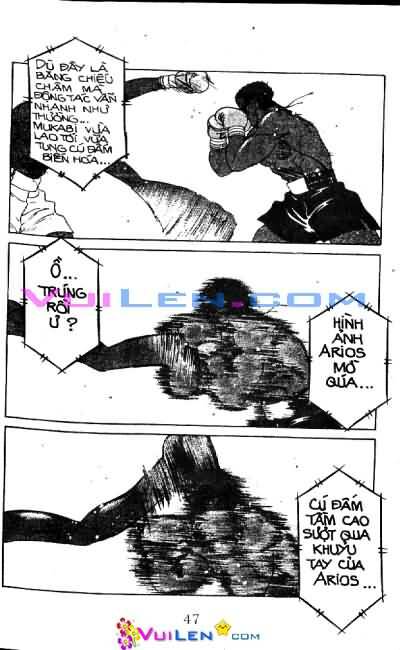 DÙ ĐÂY LÀ
BĂNG CHIẾU
CHẬM MÀ
ĐỘNG TÁC VẪN
NHANH NHƯ
THƯỜNG...
MUKABI VỪA
LAO TỚI VỪA
TUNG CÚ ĐẤM
BIẾN HÓA...
Ồ...
TRÚNG
RỒI
Ư ?
VUILEN.COM
HÌNH
ẢNH
ARIOS
MỜ
QUÁ...
CÚ ĐẤM
TẦM CAO
SƯỢT QUA
KHUỶU
TAY CỦA
ARIOS...
47
VUILEN.COM